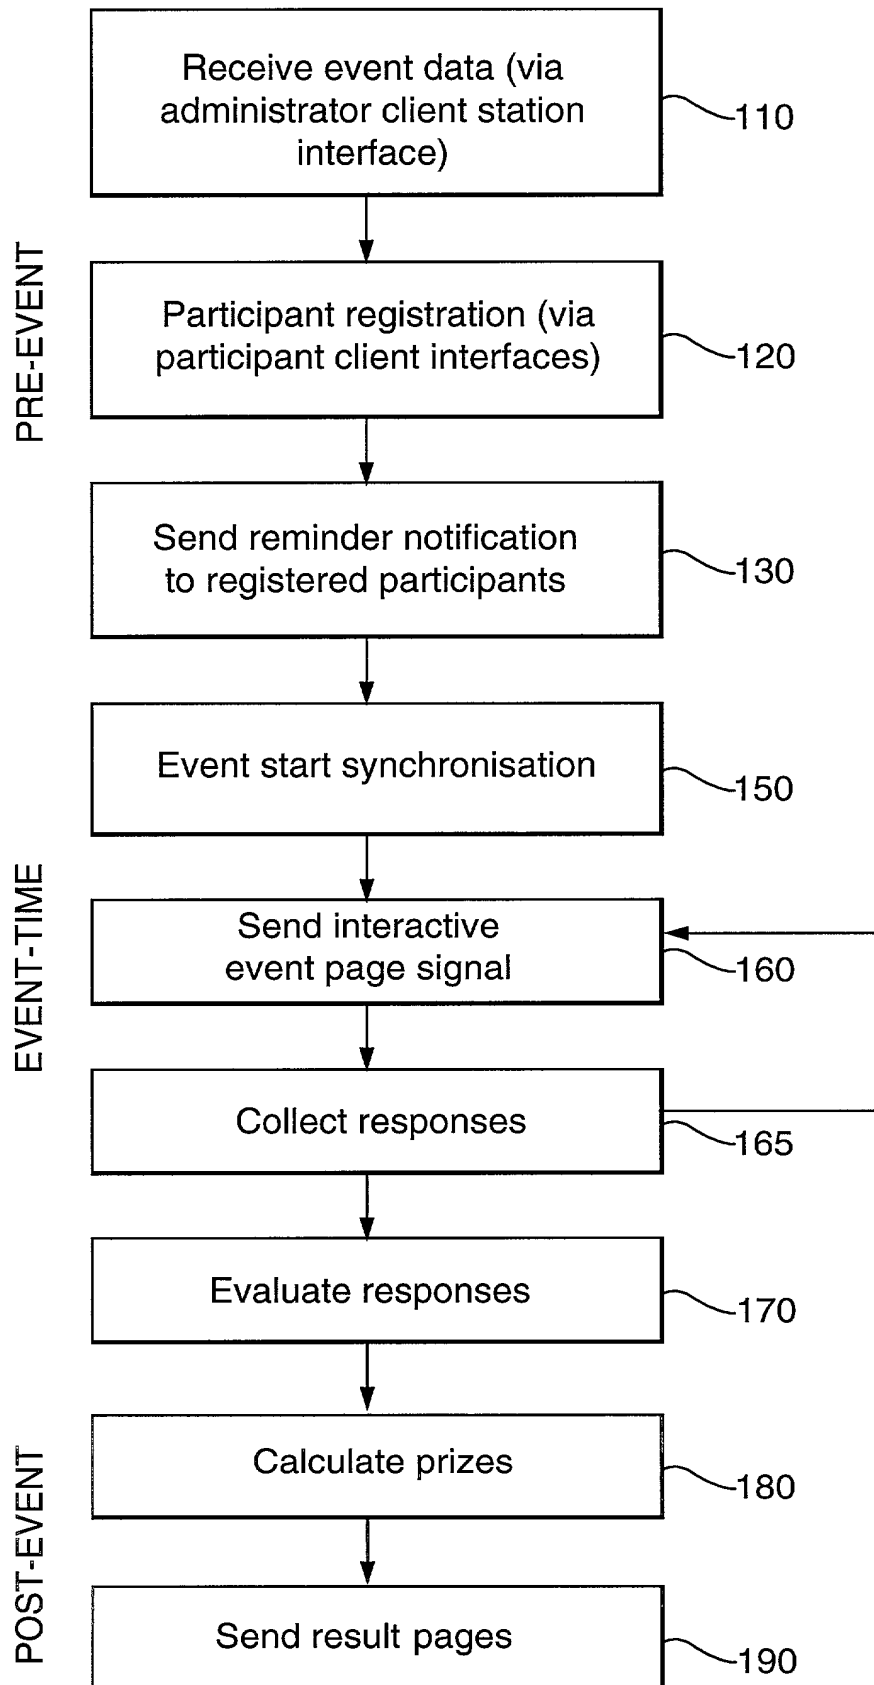 Receive event data (via
administrator client station
interface)
110
PRE-EVENT
Participant registration (via
participant client interfaces)
120
Send reminder notification
to registered participants
130
Event start synchronisation
150
EVENT-TIME
Send interactive
event page signal
160
Collect responses
165
Evaluate responses
170
POST-EVENT
Calculate prizes
180
Send result pages
190